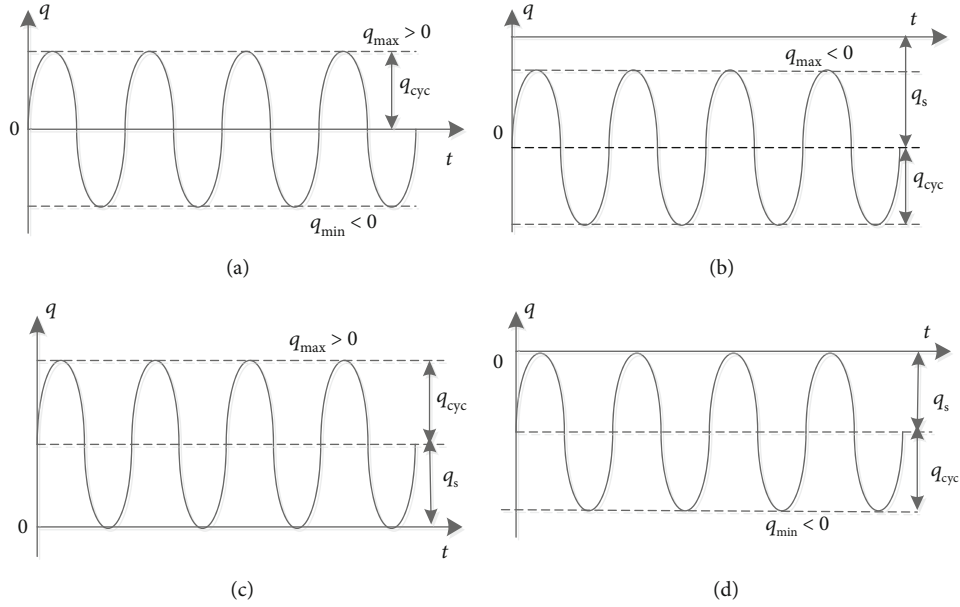 q
q_max > 0
q_cyc
0
t
q_min < 0
(a)
q
t
q_max < 0
q_s
0
q_cyc
(b)
q
q_max > 0
q_cyc
q_s
0
t
(c)
q
t
0
q_s
q_cyc
q_min < 0
(d)